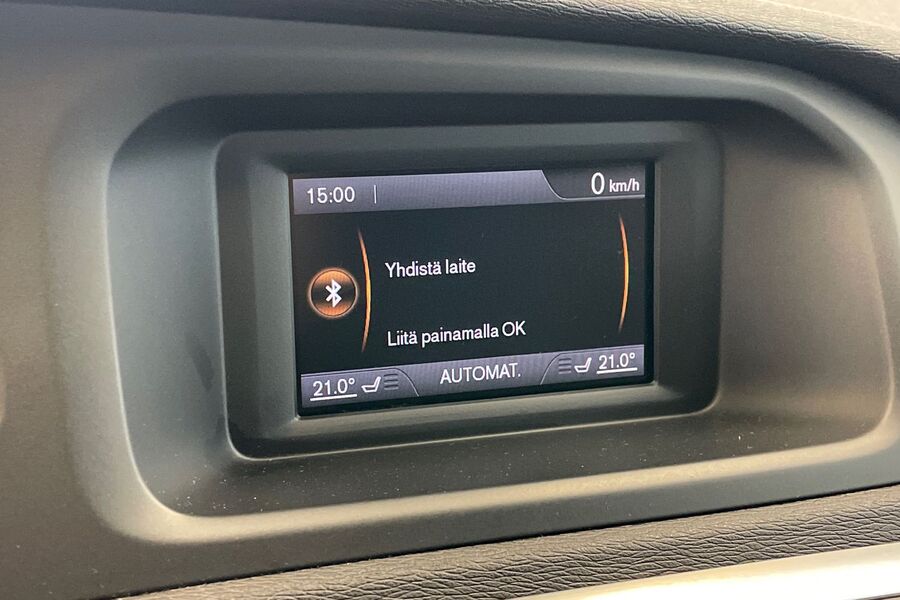 15:00 0 km/h
Yhdistä laite
Liitä painamalla OK
21.0° AUTOMAT. 21.0°